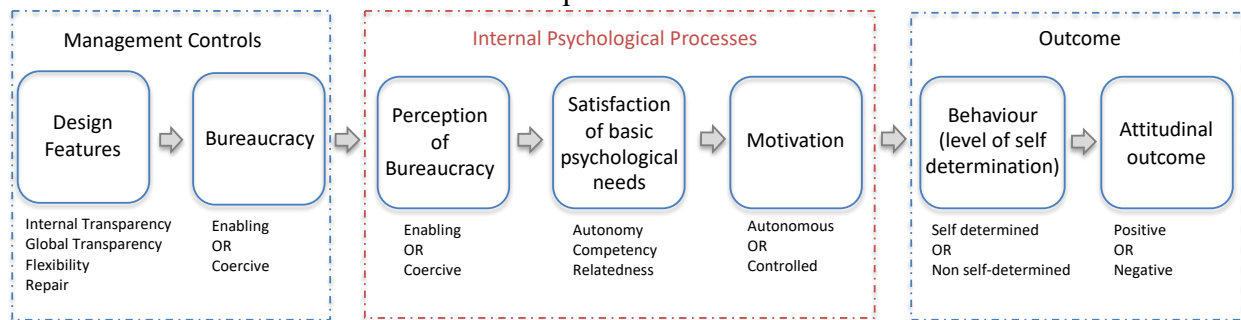 Management Controls
Internal Psychological Processes
Outcome
Design
Features
Bureaucracy
Perception
of
Bureaucracy
Satisfaction
of basic
psychological
needs
Motivation
Behaviour
(level of self
determination)
Attitudinal
outcome
Internal Transparency
Global Transparency
Flexibility
Repair
Enabling
OR
Coercive
Enabling
OR
Coercive
Autonomy
Competency
Relatedness
Autonomous
OR
Controlled
Self determined
OR
Non self-determined
Positive
OR
Negative